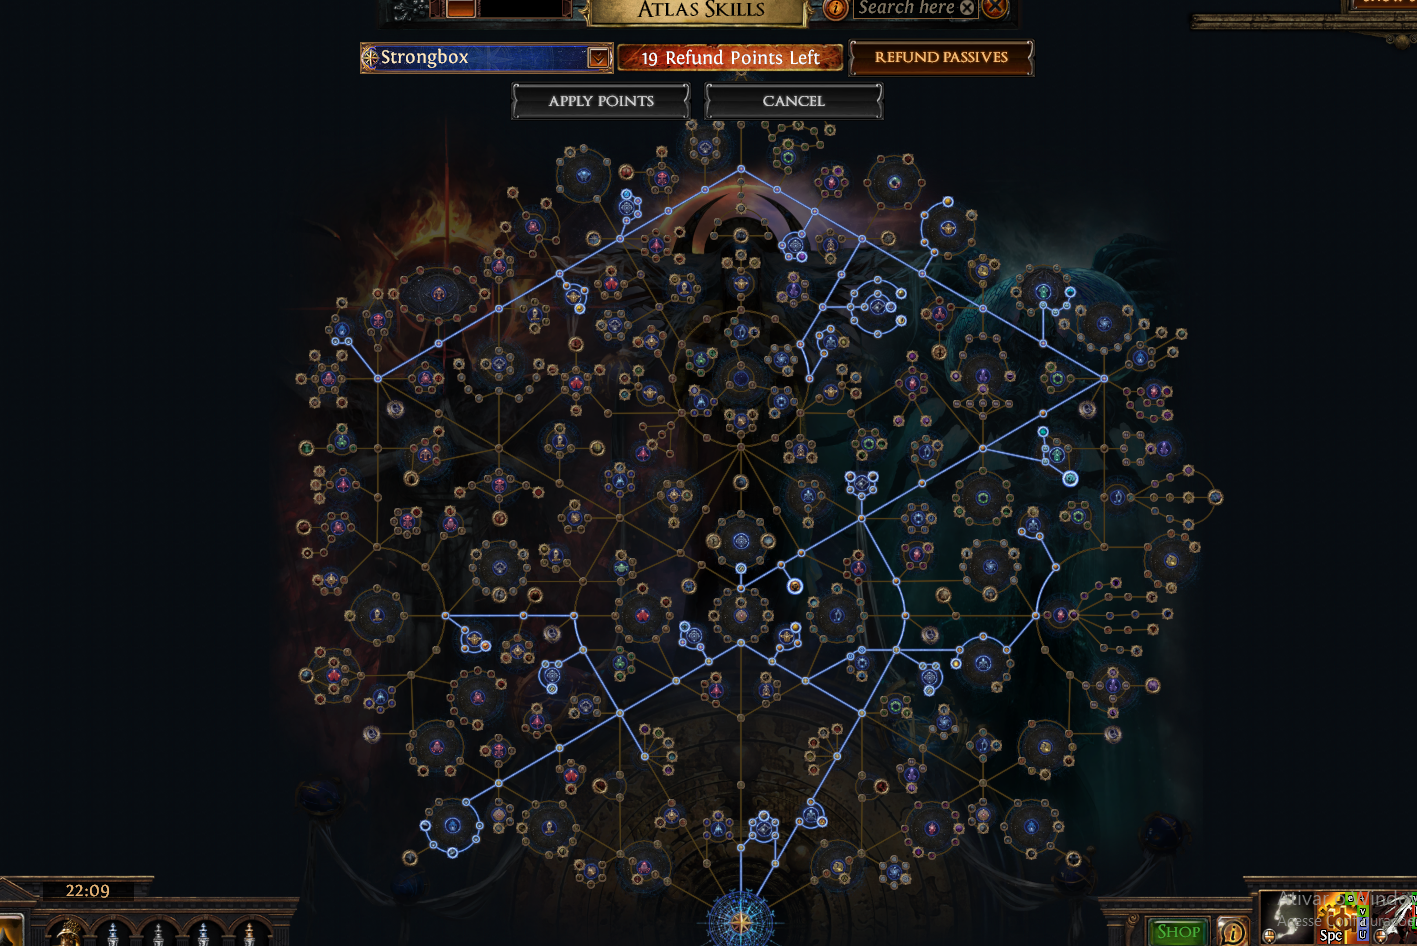 ATLAS SKILLS
Search here
Strongbox
19 Refund Points Left
REFUND PASSIVES
APPLY POINTS
CANCEL
22:09
SHOP
Spc
U